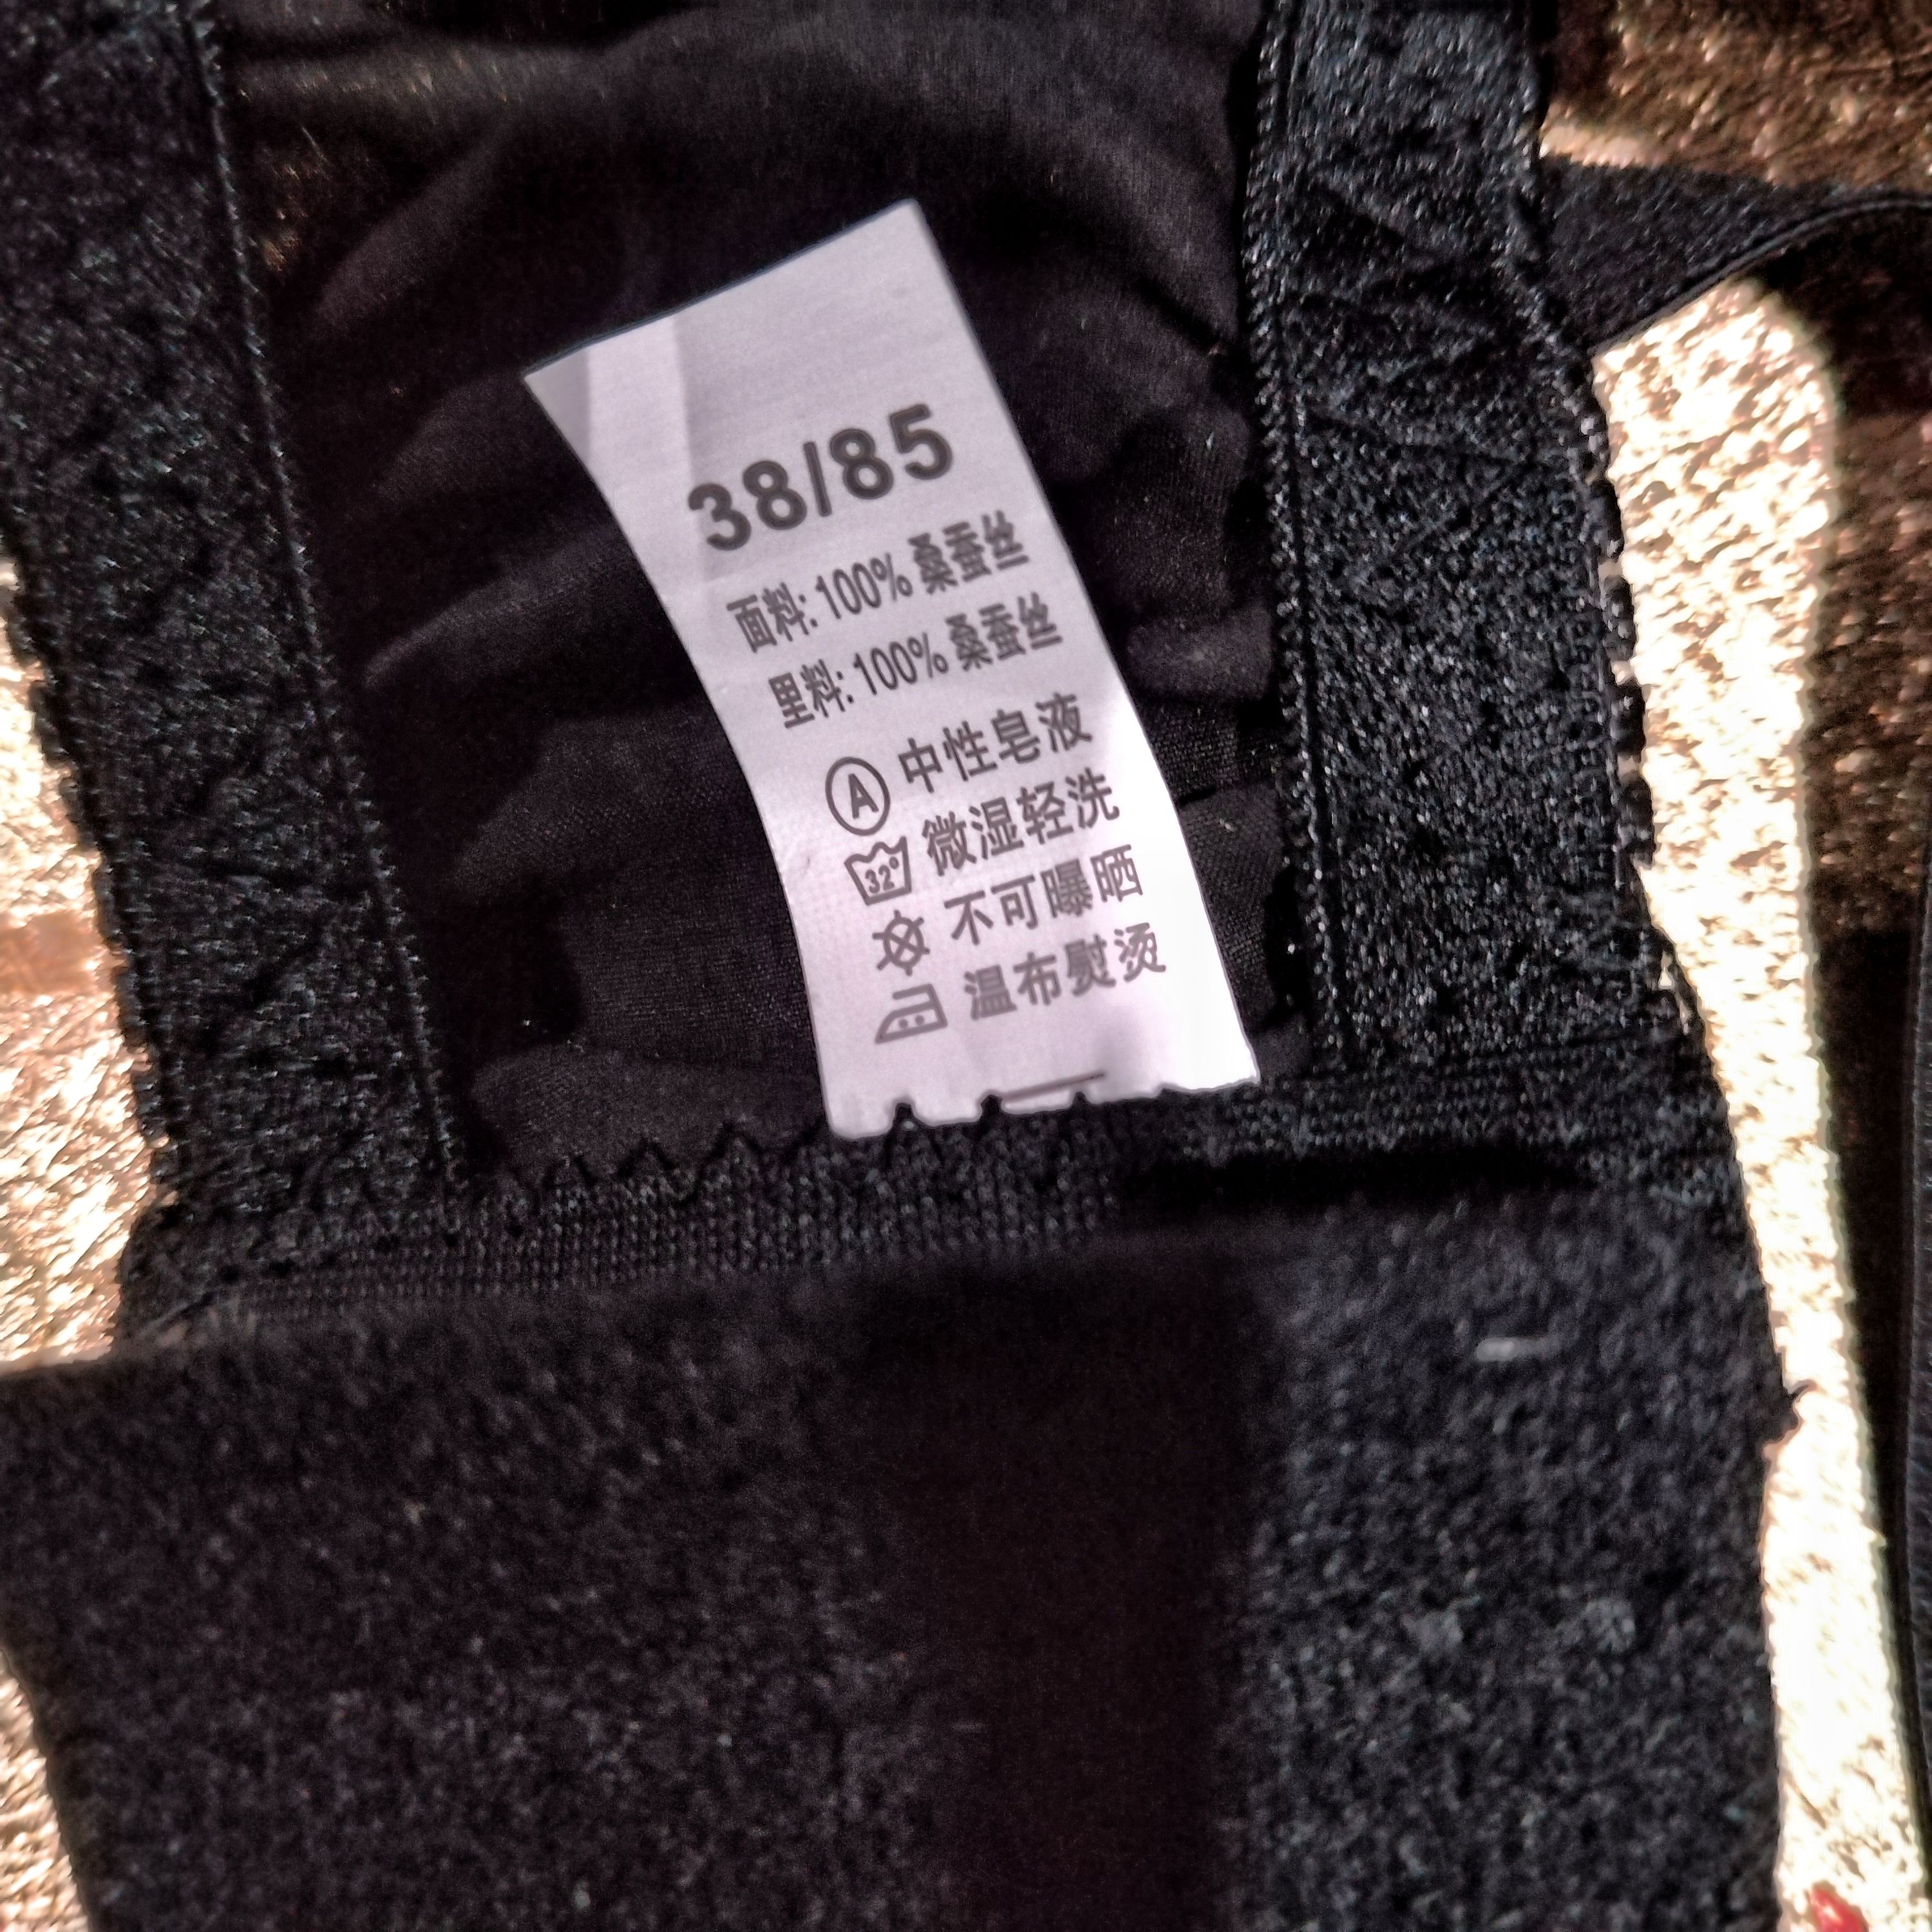 38/85
面料: 100% 桑蚕丝
里料: 100% 桑蚕丝
A 中性皂液
32° 微湿轻洗
不可曝晒
温布熨烫